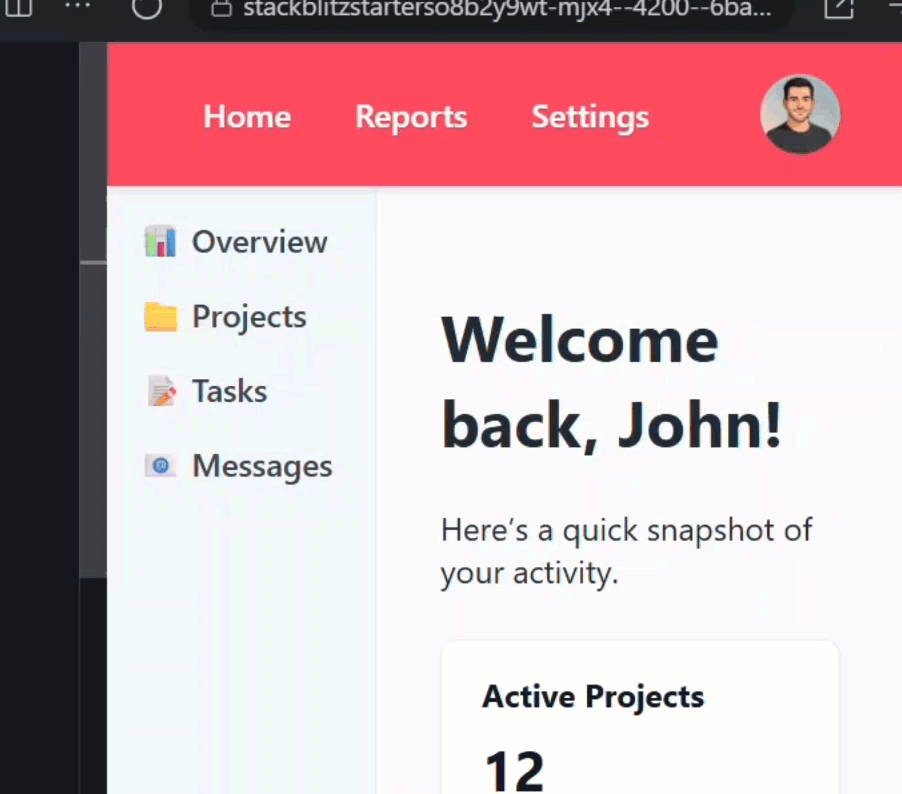 stackblitzstarterso8b2y9wt-mjx4--4200--6ba...
Home Reports Settings
Overview
Projects
Tasks
Messages
Welcome
back, John!
Here’s a quick snapshot of
your activity.
Active Projects
12